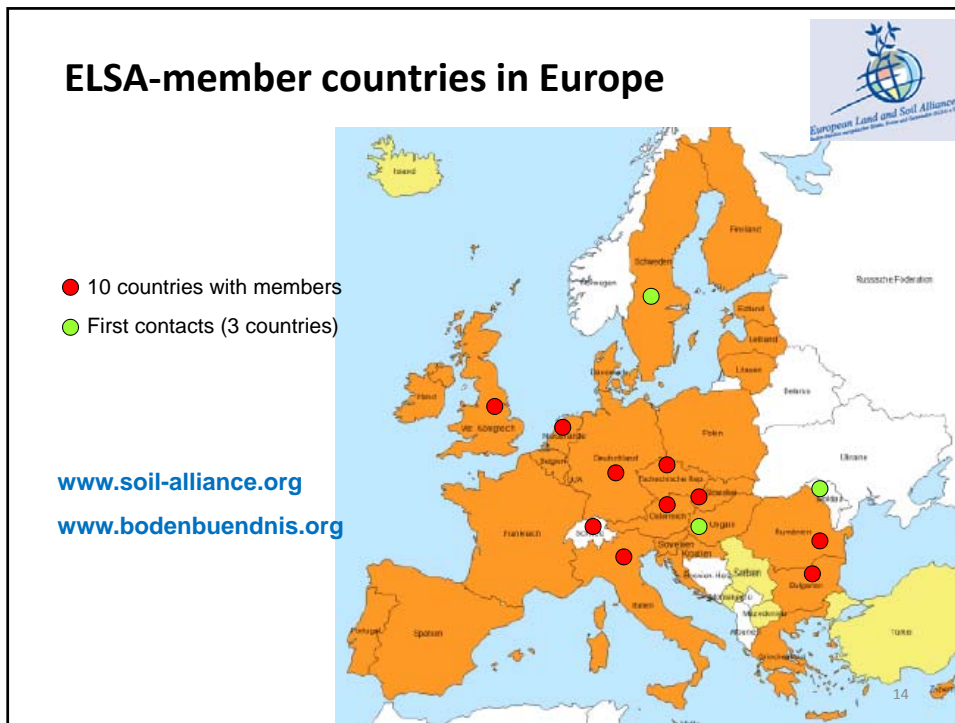 ELSA-member countries in Europe
European Land and Soil Alliance
Island
Finnland
Schweden
Norwegen
Russische Föderation
10 countries with members
Estland
First contacts (3 countries)
Lettland
Litauen
Dänemark
Belarus
Irland
Ver. Königreich
Niederlande
Polen
Deutschland
Belgien
Ukraine
LUX.
Tschechische Rep.
Slowakei
www.soil-alliance.org
Österreich
www.bodenbuendnis.org
Ungarn
Frankreich
Slowenien
Rumänien
Kroatien
Serbien
Bulgarien
Italien
Albanien
Türkei
Portugal
Spanien
Griechenland
14